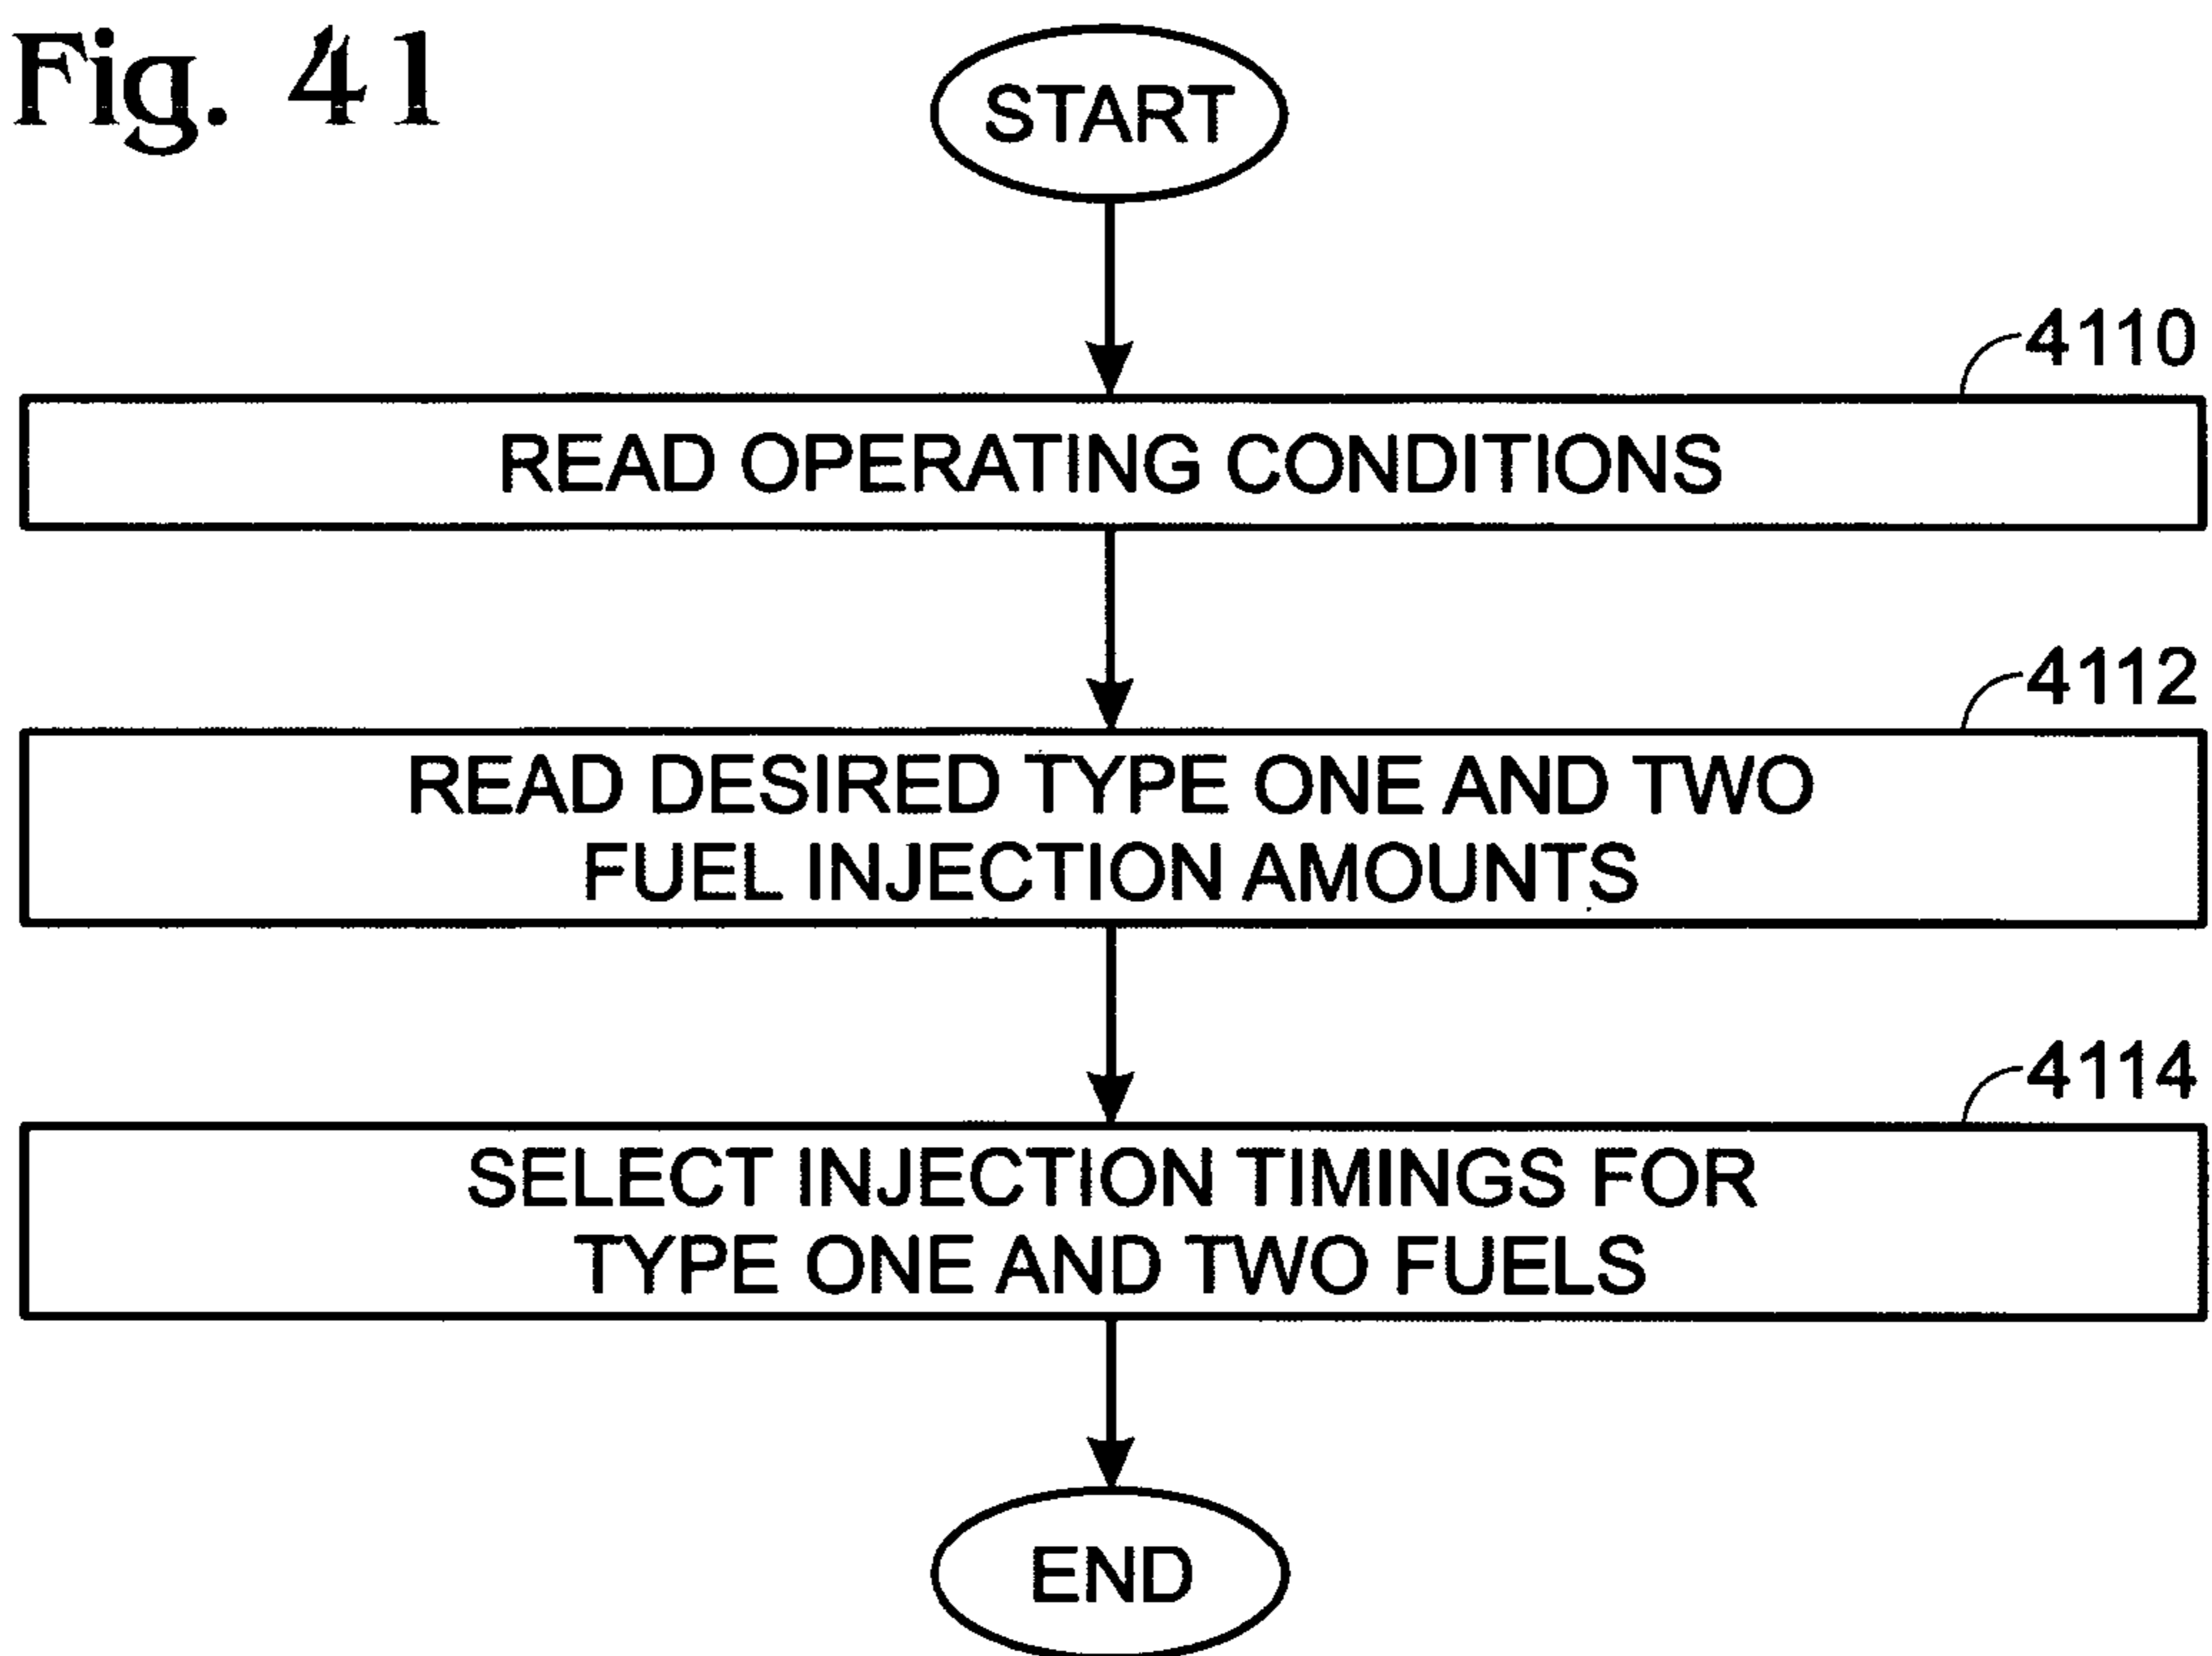 Fig. 41
START
4110
READ OPERATING CONDITIONS
4112
READ DESIRED TYPE ONE AND TWO
FUEL INJECTION AMOUNTS
4114
SELECT INJECTION TIMINGS FOR
TYPE ONE AND TWO FUELS
END